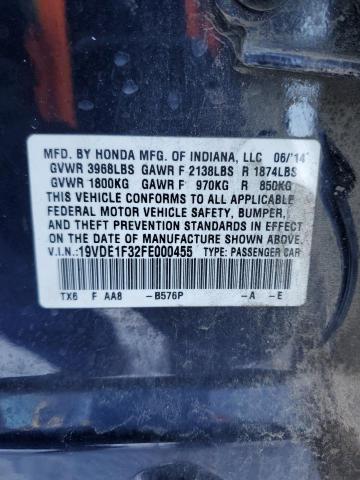 MFD. BY HONDA MFG. OF INDIANA, LLC 06/'14
GVWR 3968LBS GAWR F 2138LBS R 1874LBS
GVWR 1800KG GAWR F 970KG R 850KG
THIS VEHICLE CONFORMS TO ALL APPLICABLE
FEDERAL MOTOR VEHICLE SAFETY, BUMPER,
AND THEFT PREVENTION STANDARDS IN EFFECT
ON THE DATE OF MANUFACTURE SHOWN ABOVE.
V.I.N.:19VDE1F32FE000455 TYPE: PASSENGER CAR
TX6 F AA8 -B576P -A -E